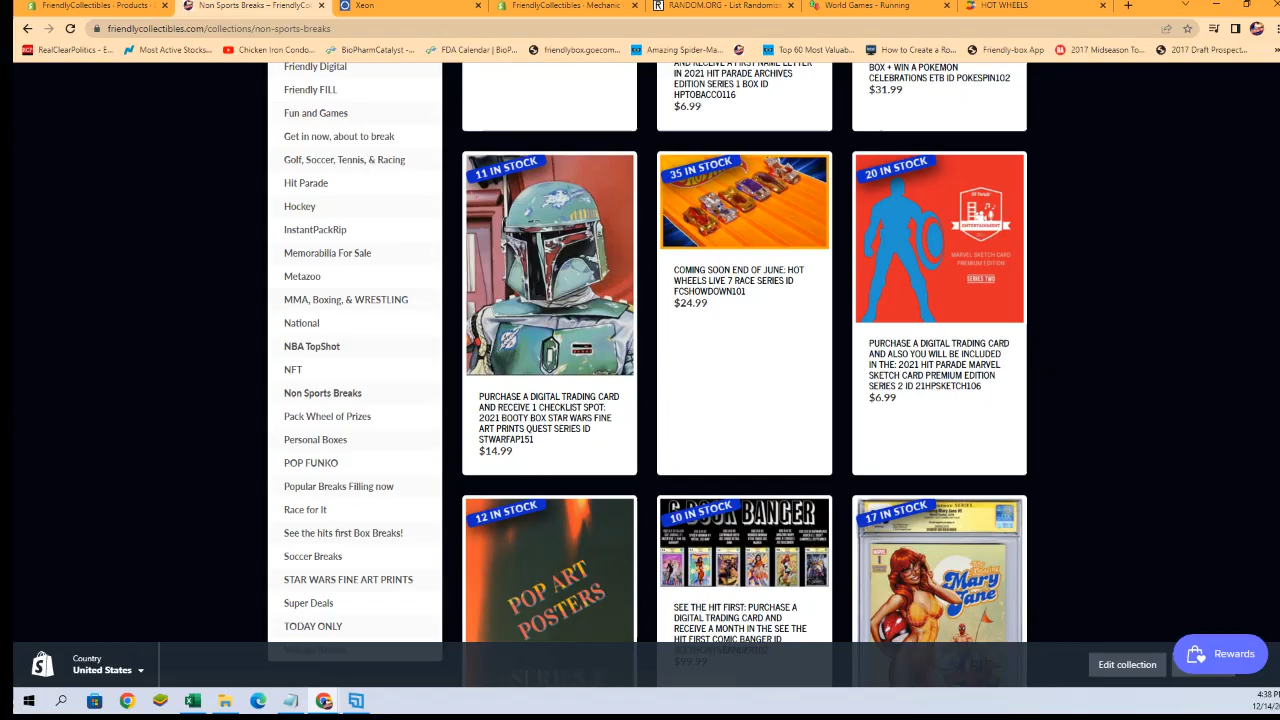 FriendlyCollectibles - Products
Non Sports Breaks – FriendlyCo
Xeon
FriendlyCollectibles - Mechanic
RANDOM.ORG - List Randomize
World Games - Running
HOT WHEELS
friendlycollectibles.com/collections/non-sports-breaks
RealClearPolitics - E...
Most Active Stocks...
Chicken Iron Condo...
BioPharmCatalyst -...
FDA Calendar | BioP...
friendlybox.goecom...
Amazing Spider-Ma...
Top 60 Most Valuab...
How to Create a Ro...
Friendly-box App
2017 Midseason To...
2017 Draft Prospect...
Friendly Digital
Friendly FILL
Fun and Games
Get in now, about to break
Golf, Soccer, Tennis, & Racing
Hit Parade
Hockey
InstantPackRip
Memorabilia For Sale
Metazoo
MMA, Boxing, & WRESTLING
National
NBA TopShot
NFT
Non Sports Breaks
Pack Wheel of Prizes
Personal Boxes
POP FUNKO
Popular Breaks Filling now
Race for It
See the hits first Box Breaks!
Soccer Breaks
STAR WARS FINE ART PRINTS
Super Deals
TODAY ONLY
AND RECEIVE A FIRST NAME LETTER
IN 2021 HIT PARADE ARCHIVES
EDITION SERIES 1 BOX ID
HPTOBACCO116
$6.99
BOX + WIN A POKEMON
CELEBRATIONS ETB ID POKESPIN102
$31.99
11 IN STOCK
PURCHASE A DIGITAL TRADING CARD
AND RECEIVE 1 CHECKLIST SPOT:
2021 BOOTY BOX STAR WARS FINE
ART PRINTS QUEST SERIES ID
STWARFAP151
$14.99
35 IN STOCK
COMING SOON END OF JUNE: HOT
WHEELS LIVE 7 RACE SERIES ID
FCSHOWDOWN101
$24.99
20 IN STOCK
ENTERTAINMENT
MARVEL SKETCH CARD
PREMIUM EDITION
SERIES TWO
PURCHASE A DIGITAL TRADING CARD
AND ALSO YOU WILL BE INCLUDED
IN THE: 2021 HIT PARADE MARVEL
SKETCH CARD PREMIUM EDITION
SERIES 2 ID 21HPSKETCH106
$6.99
12 IN STOCK
POP ART
POSTERS
10 IN STOCK
BANGER
SEE THE HIT FIRST: PURCHASE A
DIGITAL TRADING CARD AND
RECEIVE A MONTH IN THE SEE THE
HIT FIRST COMIC BANGER ID
$99.99
17 IN STOCK
MARVEL
Mary
Jane
Country
United States
Edit collection
Rewards
4:38 P
12/14/20